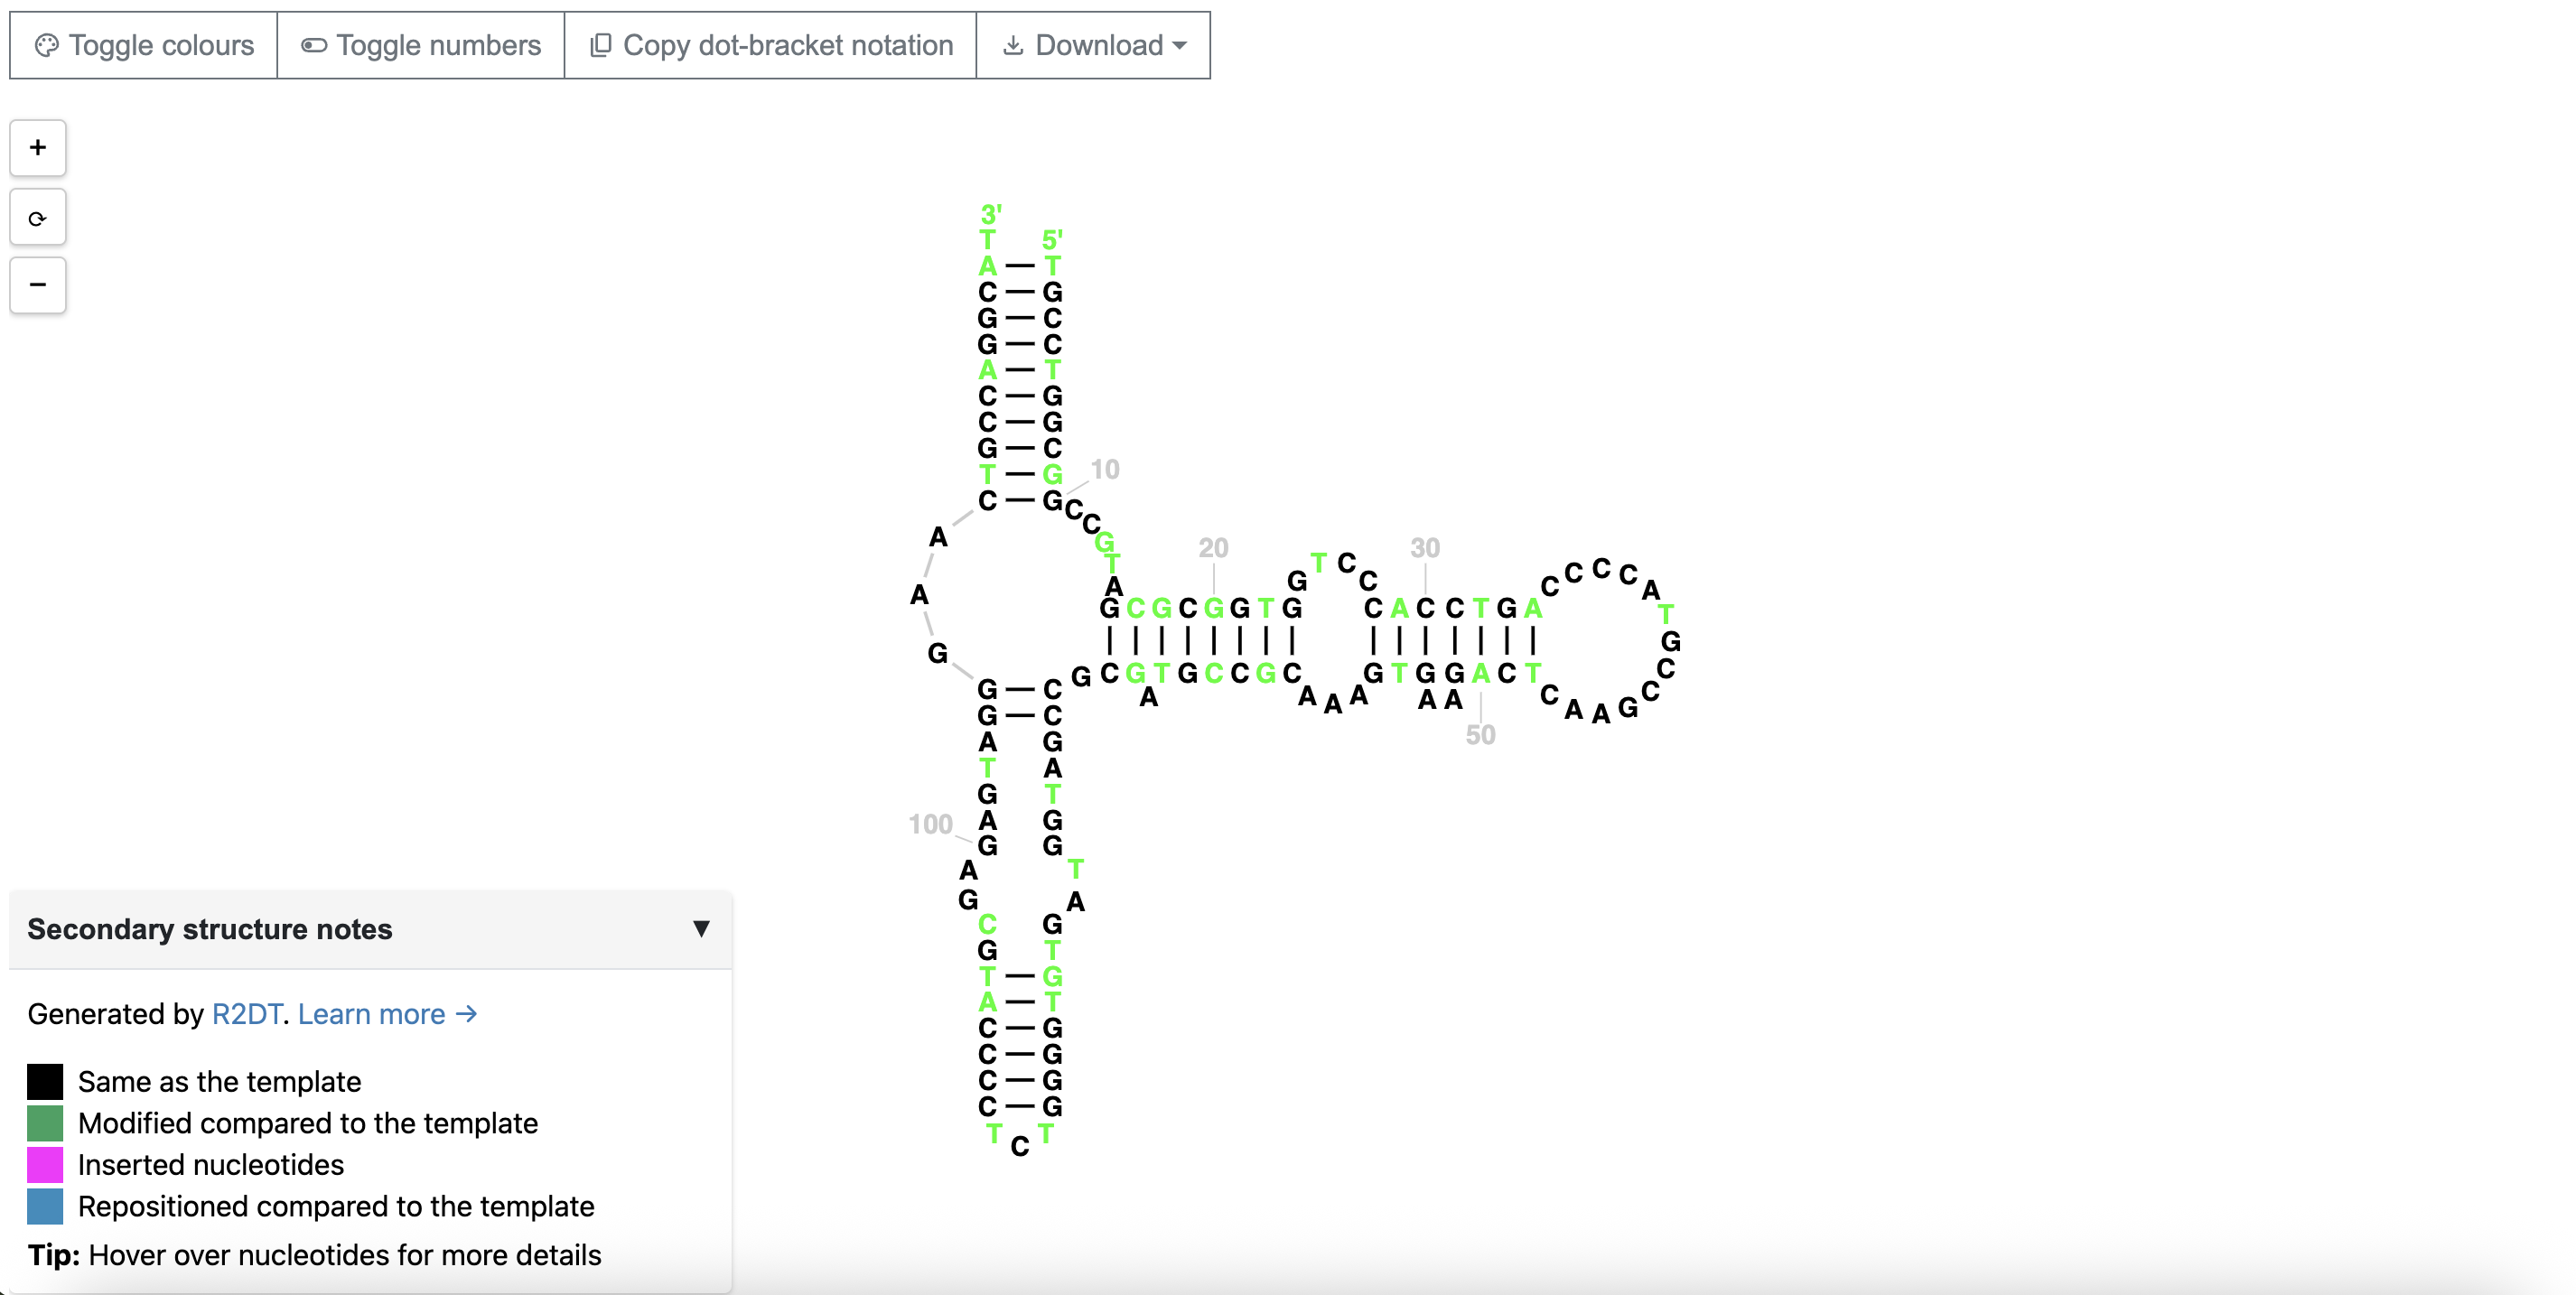 Toggle colours Toggle numbers Copy dot-bracket notation Download
+
⟳
−
3'
T 5'
A T
C G
G C
G C
A T
C G
C G
G C
T G 10
C G C
C
A G
T 20 T C 30 C C C C
A A G C A T
G C G C G G T G C A C C T G A
G
G G C G T G C C G C G T G G A C T C
G C A A A A A A C A A G C
G C 50
A G
T A
G T
100 A G
G G
A T
G A
C G
G T
T G
A T
C G
C G
C G
C G
T C T
Secondary structure notes ▼
Generated by R2DT. Learn more →
Same as the template
Modified compared to the template
Inserted nucleotides
Repositioned compared to the template
Tip: Hover over nucleotides for more details